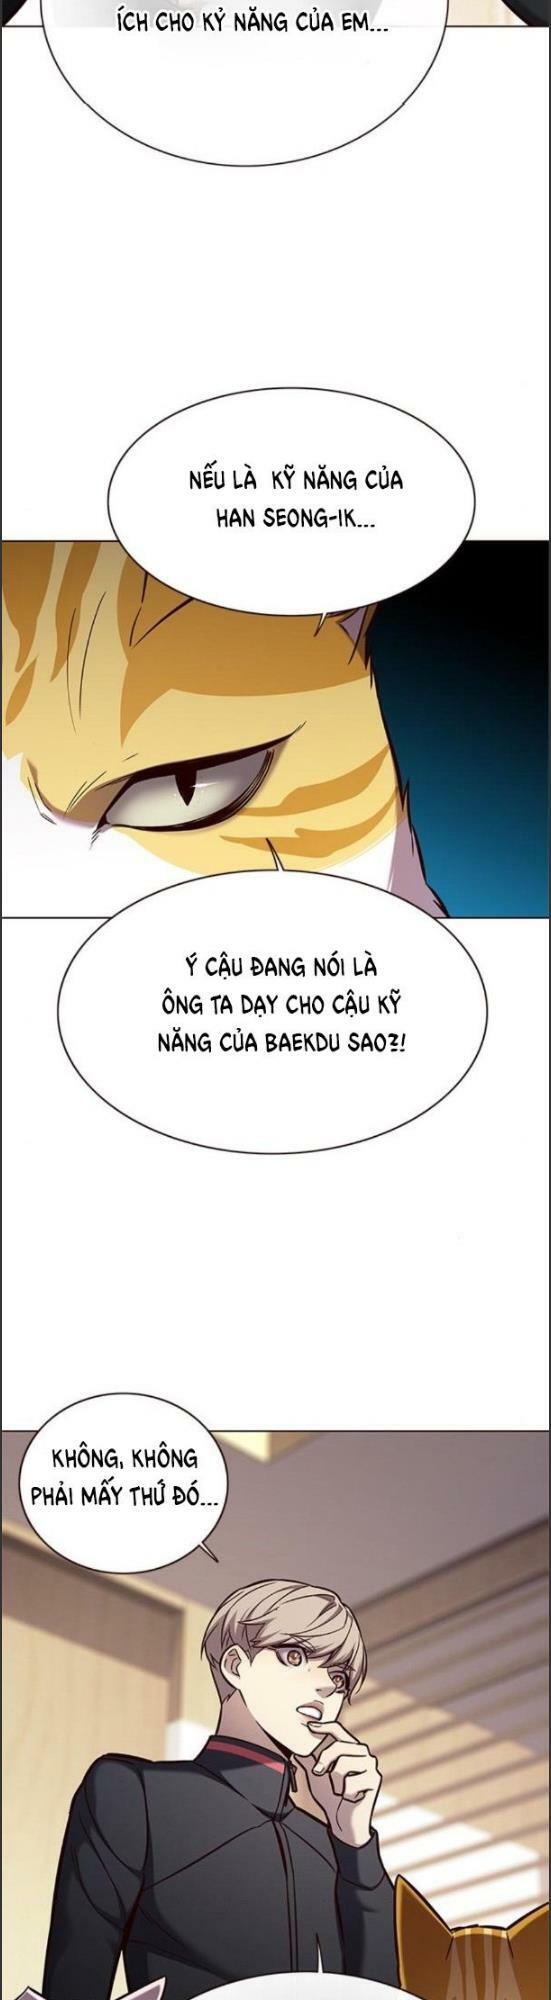 ÍCH CHO KỶ NĂNG CỦA EM...
NẾU LÀ KỸ NĂNG CỦA
HAN SEONG-IK...
Ý CẬU ĐANG NÓI LÀ
ÔNG TA DẠY CHO CẬU KỸ
NĂNG CỦA BAEKDU SAO?!
KHÔNG, KHÔNG
PHẢI MẤY THỨ ĐÓ...